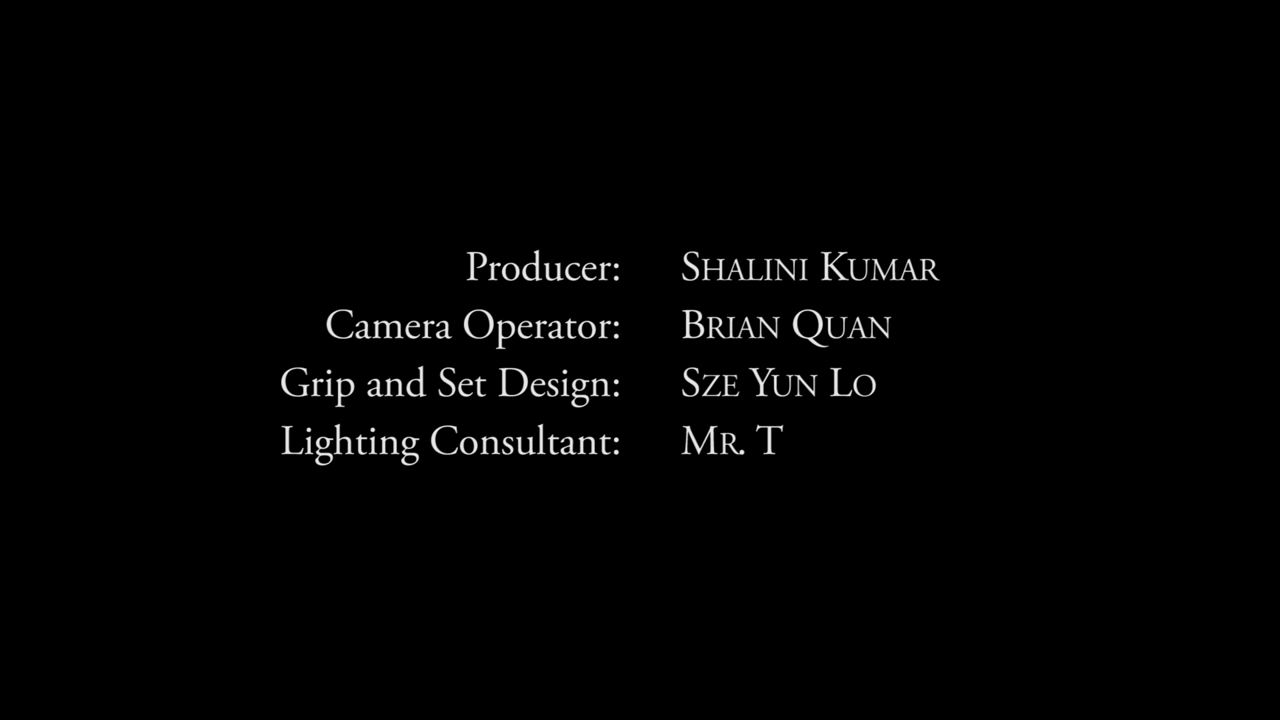 Producer: Shalini Kumar
Camera Operator: Brian Quan
Grip and Set Design: Sze Yun Lo
Lighting Consultant: Mr. T